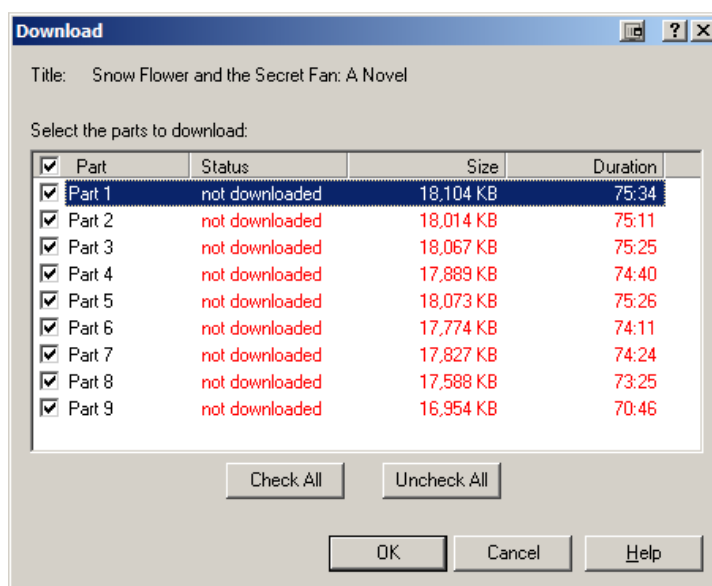 Download
Title: Snow Flower and the Secret Fan: A Novel
Select the parts to download:
Part Status Size Duration
Part 1 not downloaded 18,104 KB 75:34
Part 2 not downloaded 18,014 KB 75:11
Part 3 not downloaded 18,067 KB 75:25
Part 4 not downloaded 17,889 KB 74:40
Part 5 not downloaded 18,073 KB 75:26
Part 6 not downloaded 17,774 KB 74:11
Part 7 not downloaded 17,827 KB 74:24
Part 8 not downloaded 17,588 KB 73:25
Part 9 not downloaded 16,954 KB 70:46
Check All Uncheck All
OK Cancel Help